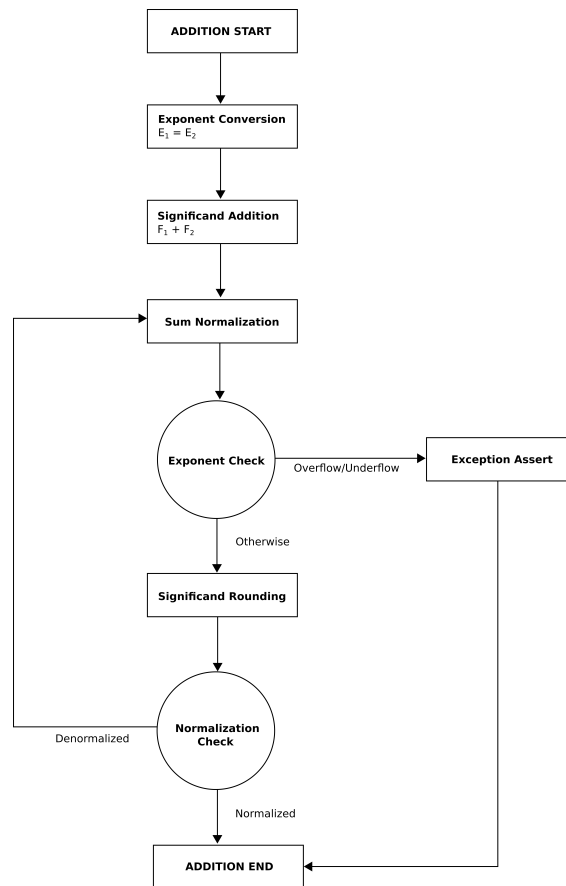 ADDITION START
Exponent Conversion
E₁ = E₂
Significand Addition
F₁ + F₂
Sum Normalization
Exponent Check
Overflow/Underflow
Exception Assert
Otherwise
Significand Rounding
Normalization
Check
Denormalized
Normalized
ADDITION END